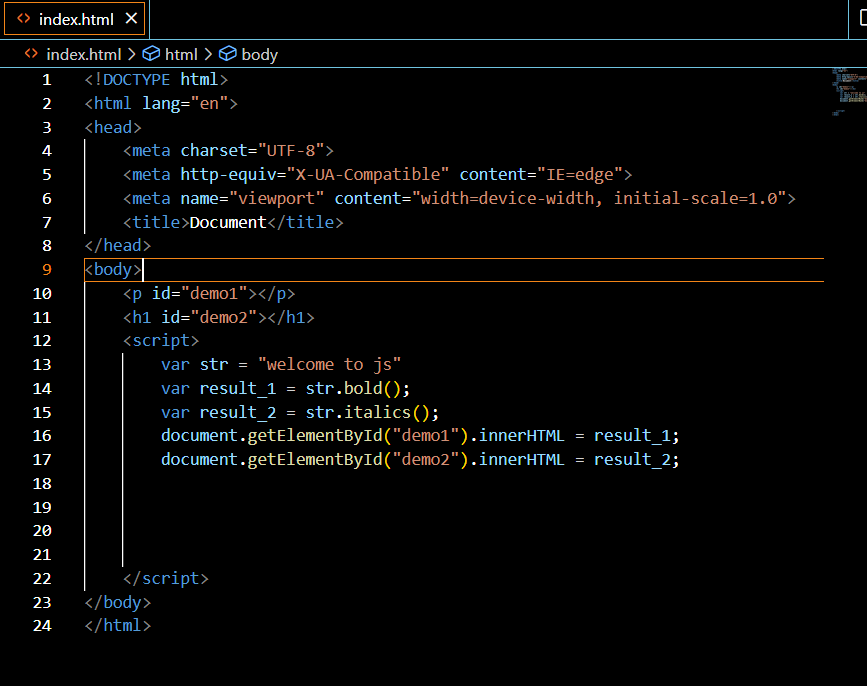 index.html
index.html > html > body
1 <!DOCTYPE html>
2 <html lang="en">
3 <head>
4     <meta charset="UTF-8">
5     <meta http-equiv="X-UA-Compatible" content="IE=edge">
6     <meta name="viewport" content="width=device-width, initial-scale=1.0">
7     <title>Document</title>
8 </head>
9 <body>
10     <p id="demo1"></p>
11     <h1 id="demo2"></h1>
12     <script>
13         var str = "welcome to js"
14         var result_1 = str.bold();
15         var result_2 = str.italics();
16         document.getElementById("demo1").innerHTML = result_1;
17         document.getElementById("demo2").innerHTML = result_2;
18
19
20
21
22     </script>
23 </body>
24 </html>